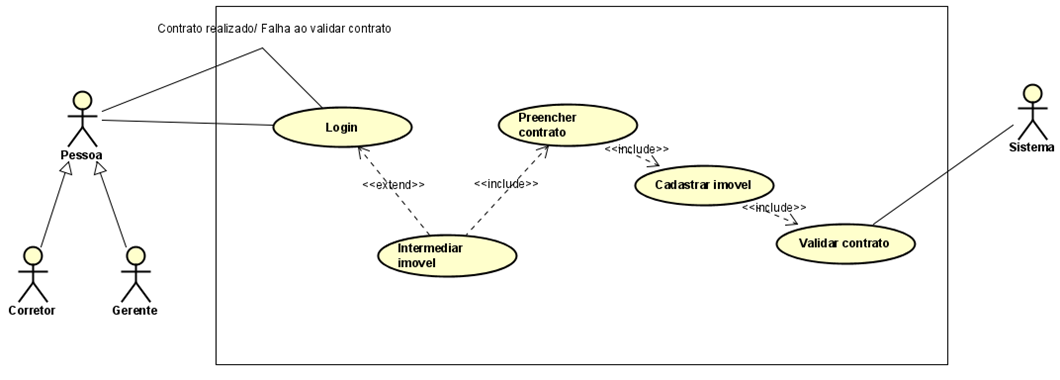 Contrato realizado/ Falha ao validar contrato
Pessoa
Corretor
Gerente
Login
<<extend>>
Intermediar
imovel
<<include>>
Preencher
contrato
<<include>>
Cadastrar imovel
<<include>>
Validar contrato
Sistema